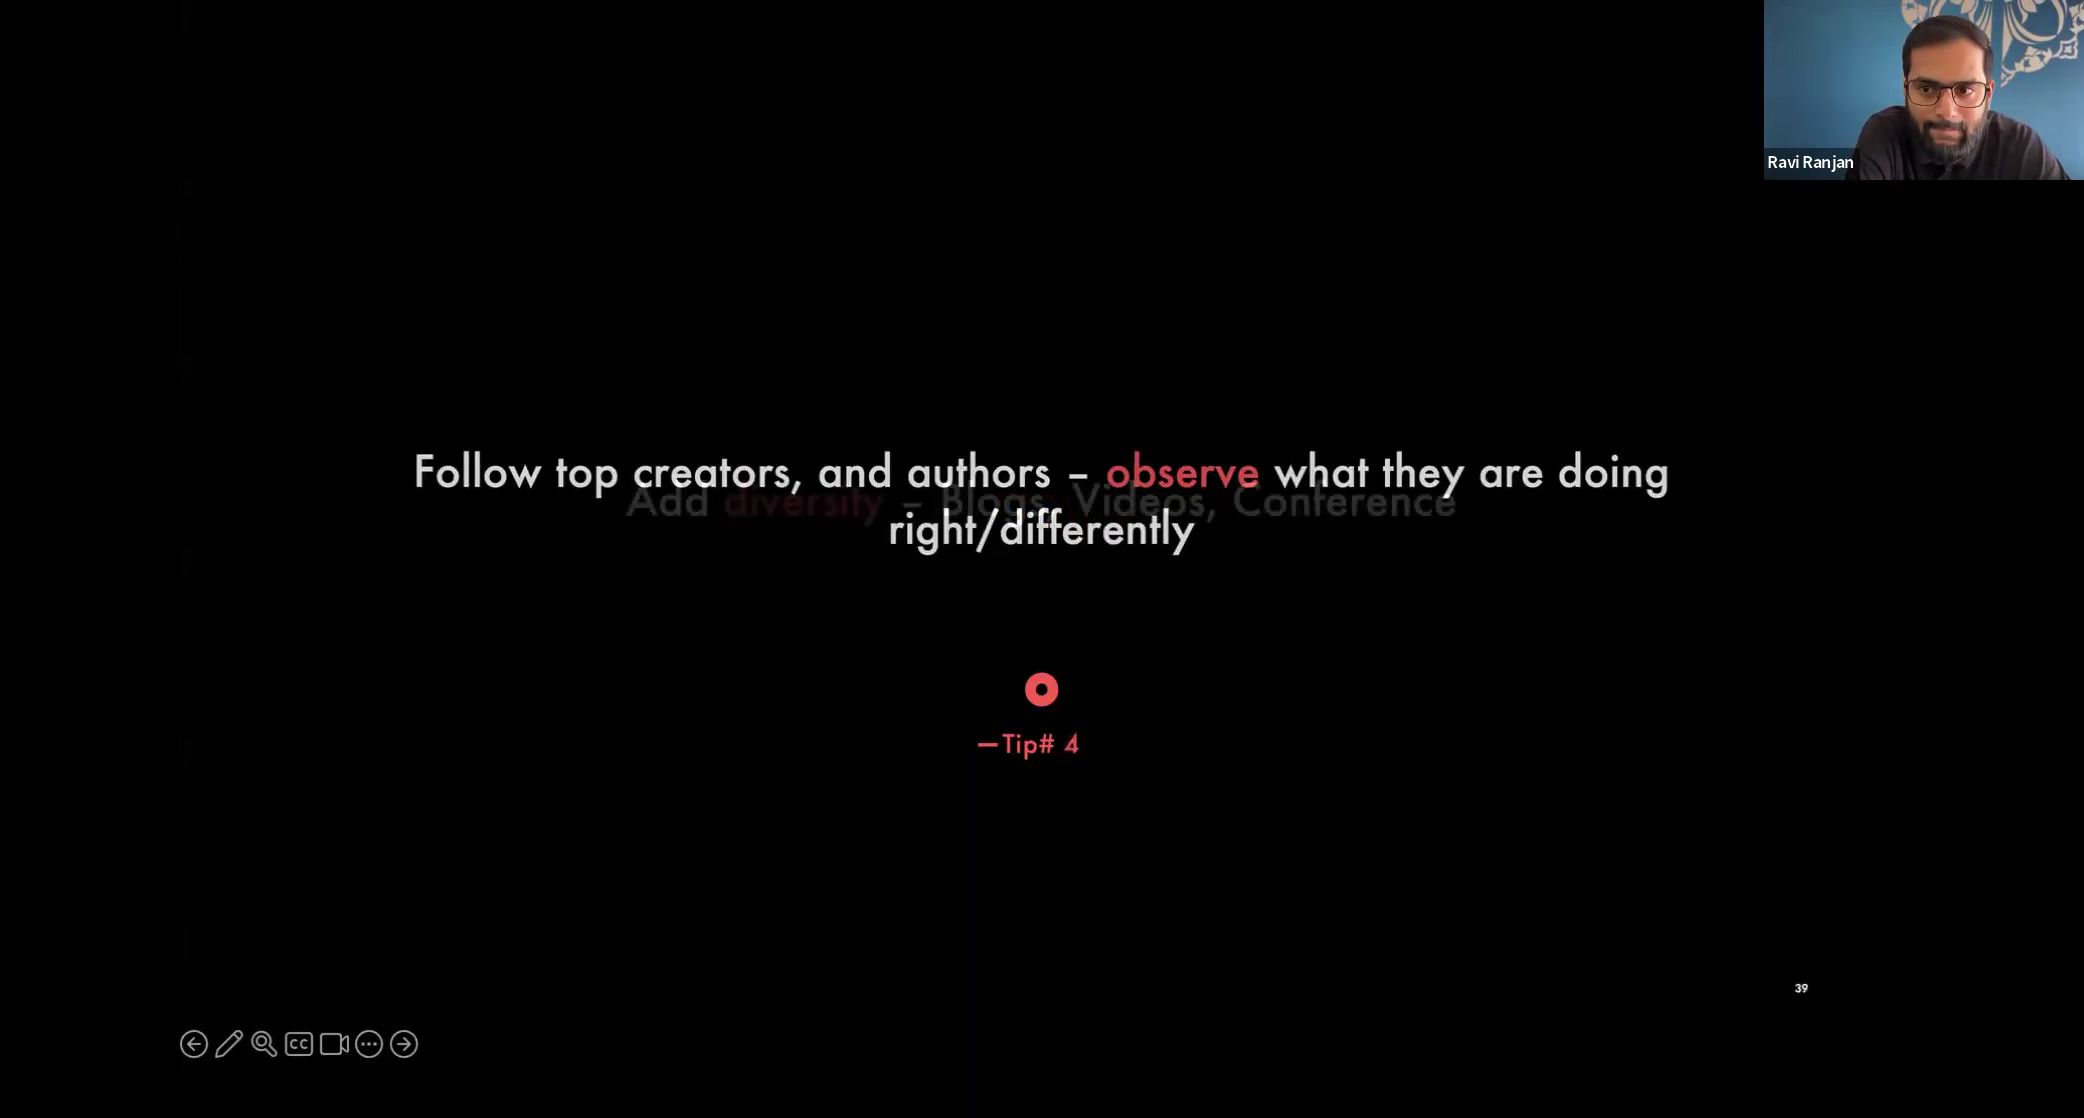 Ravi Ranjan
Follow top creators, and authors – observe what they are doing
right/differently
Add diversity – Blogs, Videos, Conference
—Tip# 4
39
CC